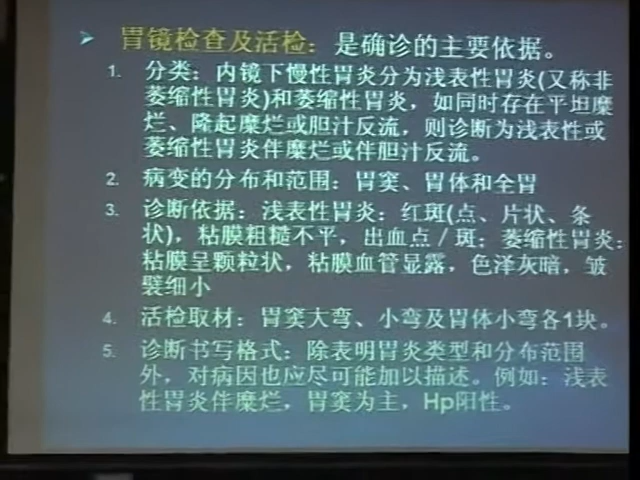 ➢ 胃镜检查及活检：是确诊的主要依据。
1. 分类：内镜下慢性胃炎分为浅表性胃炎(又称非
萎缩性胃炎)和萎缩性胃炎，如同时存在平坦糜
烂、隆起糜烂或胆汁反流，则诊断为浅表性或
萎缩性胃炎伴糜烂或伴胆汁反流。
2. 病变的分布和范围：胃窦、胃体和全胃
3. 诊断依据：浅表性胃炎：红斑(点、片状、条
状)，粘膜粗糙不平，出血点／斑；萎缩性胃炎：
粘膜呈颗粒状，粘膜血管显露，色泽灰暗，皱
襞细小
4. 活检取材：胃窦大弯、小弯及胃体小弯各1块。
5. 诊断书写格式：除表明胃炎类型和分布范围
外，对病因也应尽可能加以描述。例如：浅表
性胃炎伴糜烂，胃窦为主，Hp阳性。